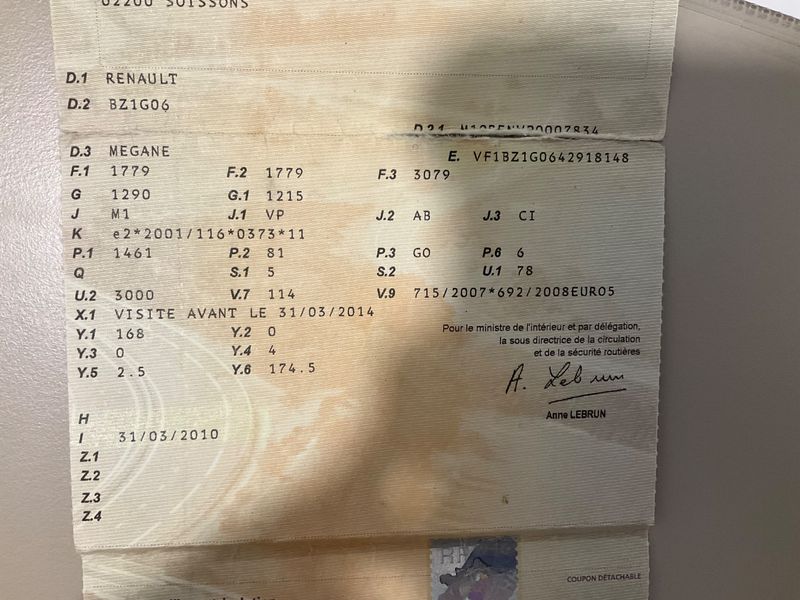 02200 SOISSONS
D.1 RENAULT
D.2 BZ1G06
D.2.1
D.3 MEGANE
E. VF1BZ1G0642918148
F.1 1779 F.2 1779 F.3 3079
G 1290 G.1 1215
J M1 J.1 VP J.2 AB J.3 CI
K e2*2001/116*0373*11
P.1 1461 P.2 81 P.3 GO P.6 6
Q S.1 5 S.2 U.1 78
U.2 3000 V.7 114 V.9 715/2007*692/2008EURO5
X.1 VISITE AVANT LE 31/03/2014
Y.1 168 Y.2 0
Y.3 0 Y.4 4
Y.5 2.5 Y.6 174.5
Pour le ministre de l'intérieur et par délégation,
la sous directrice de la circulation
et de la sécurité routières
A. Lebrun
Anne LEBRUN
H
I 31/03/2010
Z.1
Z.2
Z.3
Z.4
COUPON DÉTACHABLE